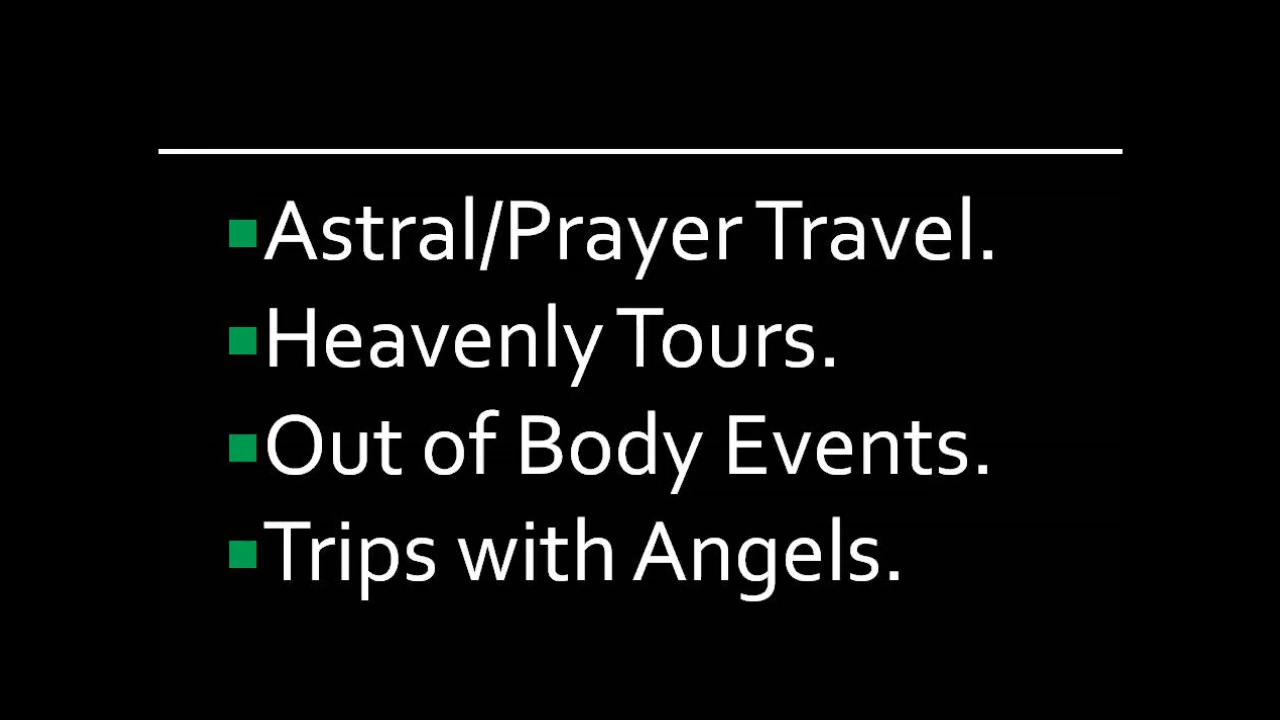 Astral/Prayer Travel.
Heavenly Tours.
Out of Body Events.
Trips with Angels.